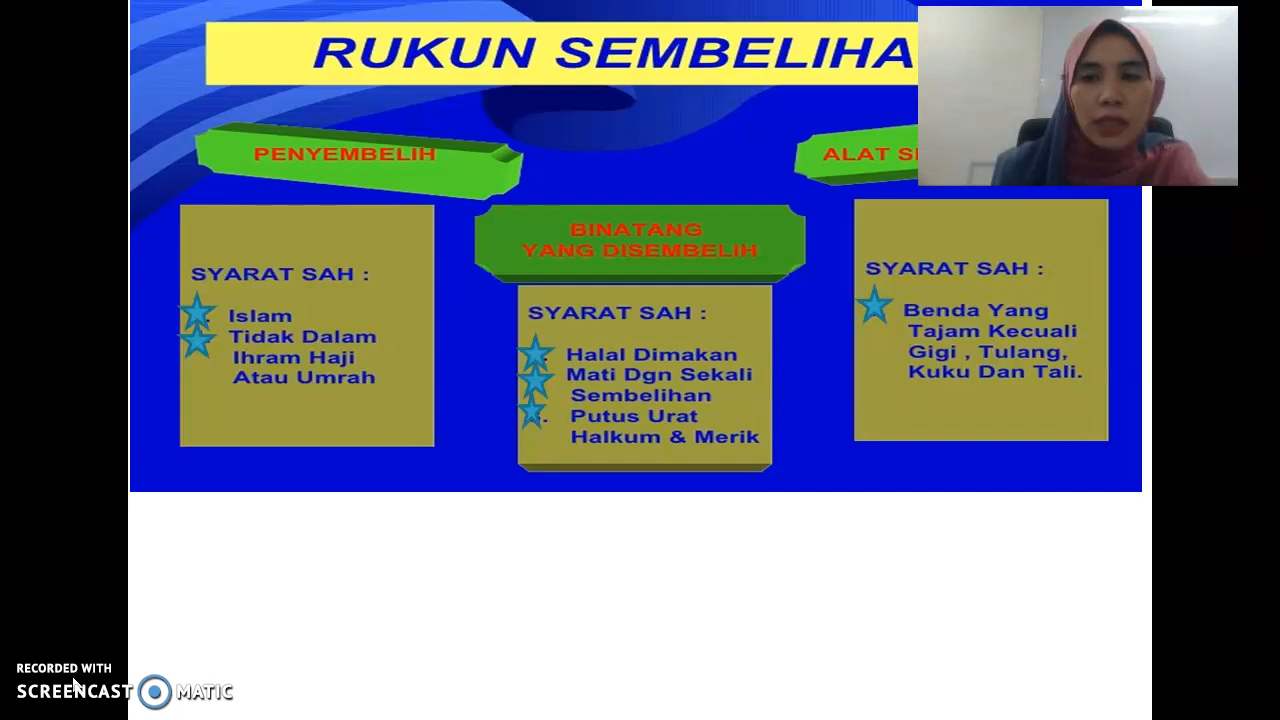 RUKUN SEMBELIHA
PENYEMBELIH
ALAT
BINATANG
YANG DISEMBELIH
SYARAT SAH :
Islam
Tidak Dalam
Ihram Haji
Atau Umrah
SYARAT SAH :
Halal Dimakan
Mati Dgn Sekali
Sembelihan
Putus Urat
Halkum & Merik
SYARAT SAH :
Benda Yang
Tajam Kecuali
Gigi , Tulang,
Kuku Dan Tali.
RECORDED WITH
SCREENCAST MATIC